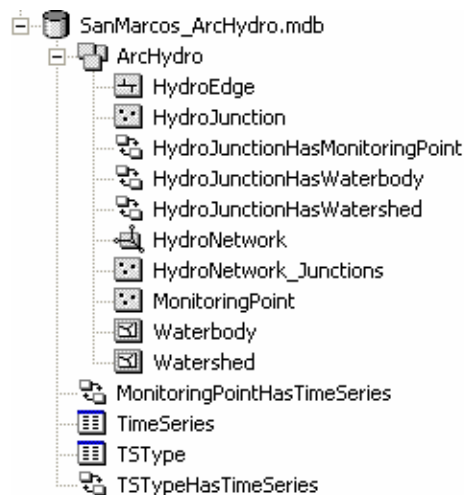 SanMarcos_ArcHydro.mdb
ArcHydro
HydroEdge
HydroJunction
HydroJunctionHasMonitoringPoint
HydroJunctionHasWaterbody
HydroJunctionHasWatershed
HydroNetwork
HydroNetwork_Junctions
MonitoringPoint
Waterbody
Watershed
MonitoringPointHasTimeSeries
TimeSeries
TSType
TSTypeHasTimeSeries